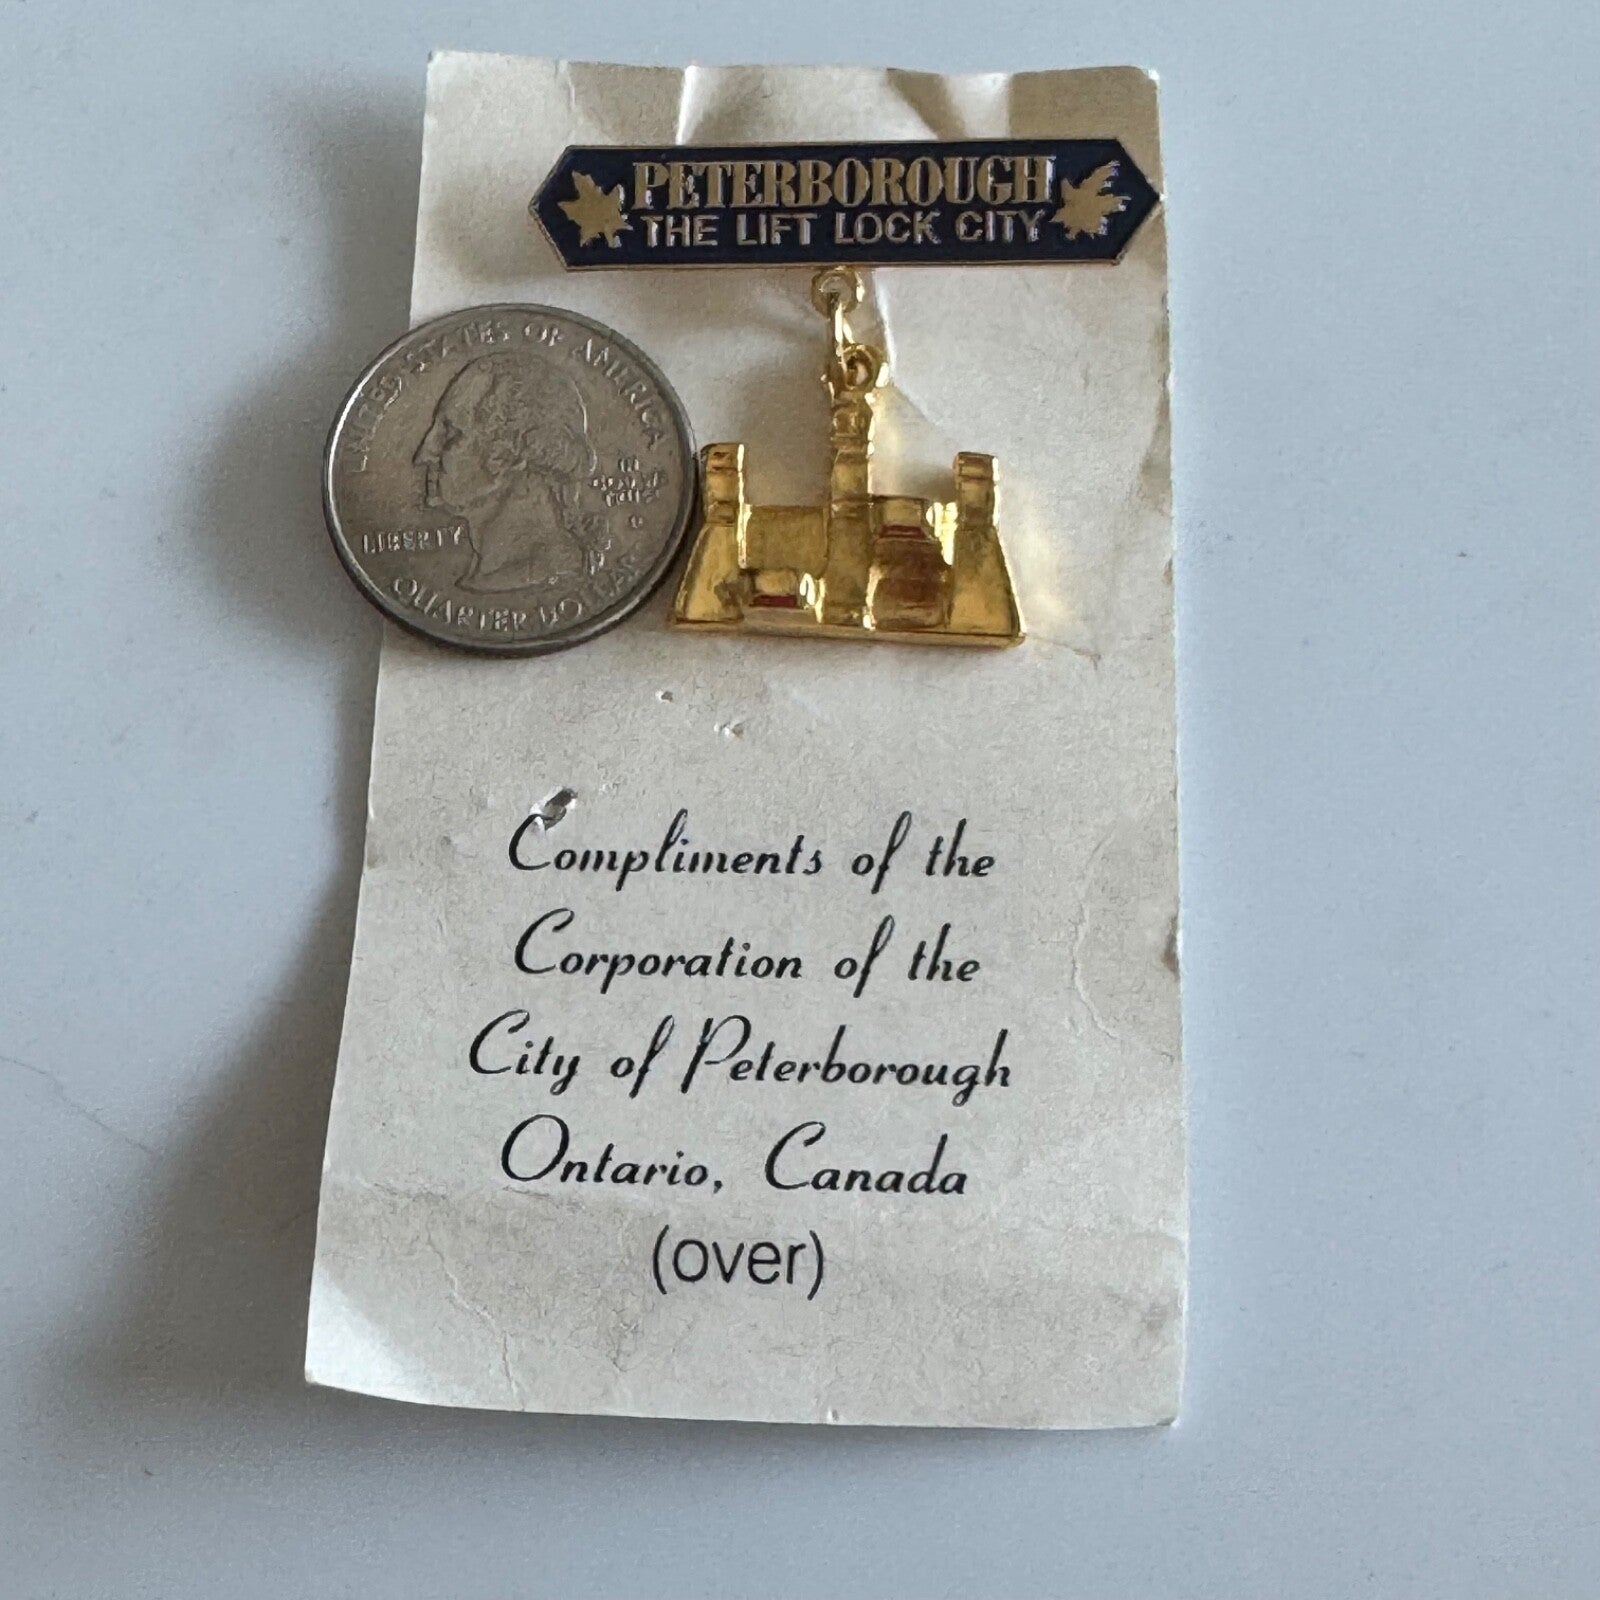 PETERBOROUGH
THE LIFT LOCK CITY
UNITED STATES OF AMERICA
LIBERTY
IN
GOD WE
TRUST
QUARTER DOLLAR
Compliments of the
Corporation of the
City of Peterborough
Ontario, Canada
(over)